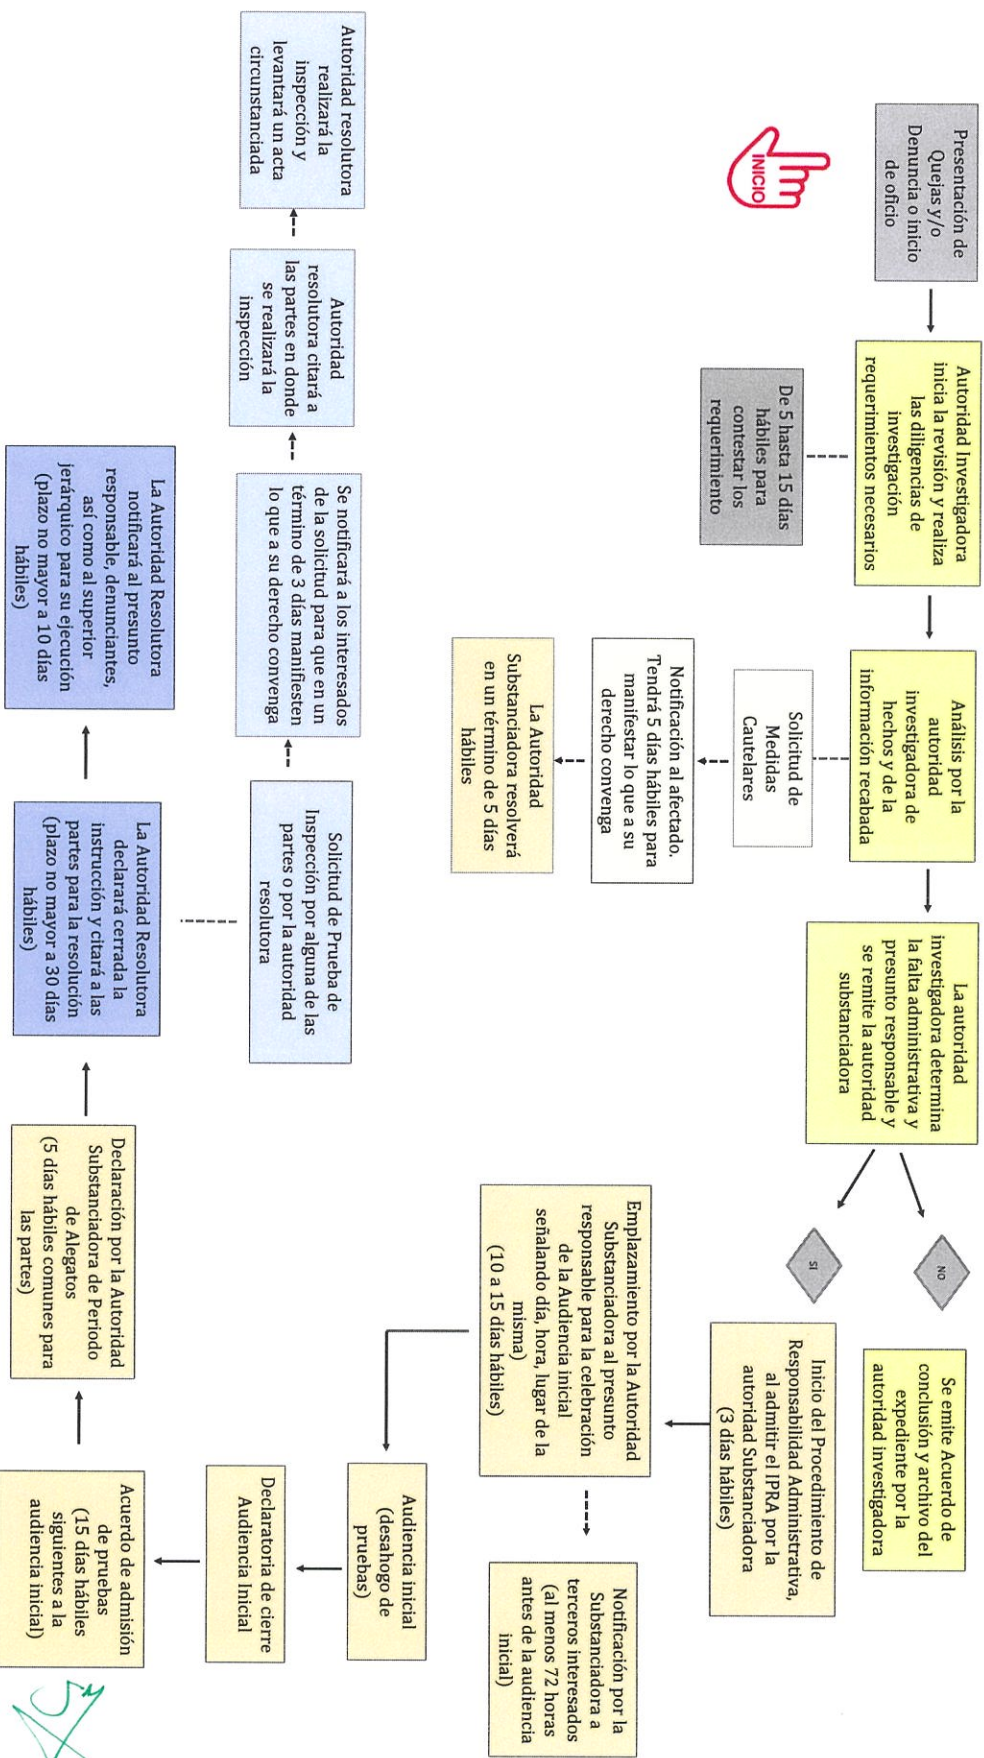 Presentación de
Quejas y/o
Denuncia o inicio
de oficio
INICIO
Autoridad Investigadora
inicia la revisión y realiza
las diligencias de
investigación
requerimientos necesarios
De 5 hasta 15 días
hábiles para
contestar los
requerimiento
Análisis por la
autoridad
investigadora de
hechos y de la
información recabada
Solicitud de
Medidas
Cautelares
Notificación al afectado.
Tendrá 5 días hábiles para
manifestar lo que a su
derecho convenga
La Autoridad
Substanciadora resolverá
en un término de 5 días
hábiles
La autoridad
investigadora determina
la falta administrativa y
presunto responsable y
se remite la autoridad
substanciadora
NO
SI
Se emite Acuerdo de
conclusión y archivo del
expediente por la
autoridad investigadora
Inicio del Procedimiento de
Responsabilidad Administrativa,
al admitir el IPRA por la
autoridad Substanciadora
(3 días hábiles)
Emplazamiento por la Autoridad
Substanciadora al presunto
responsable para la celebración
de la Audiencia inicial
señalando día, hora, lugar de la
misma)
(10 a 15 días hábiles)
Notificación por la
Substanciadora a
terceros interesados
(al menos 72 horas
antes de la audiencia
inicial)
Audiencia inicial
(desahogo de
pruebas)
Declaratoria de cierre
Audiencia Inicial
Acuerdo de admisión
de pruebas
(15 días hábiles
siguientes a la
audiencia inicial)
Declaración por la Autoridad
Substanciadora de Periodo
de Alegatos
(5 días hábiles comunes para
las partes)
La Autoridad Resolutora
declarará cerrada la
instrucción y citará a las
partes para la resolución
(plazo no mayor a 30 días
hábiles)
La Autoridad Resolutora
notificará al presunto
responsable, denunciantes,
así como al superior
jerárquico para su ejecución
(plazo no mayor a 10 días
hábiles)
Solicitud de Prueba de
Inspección por alguna de las
partes o por la autoridad
resolutora
Se notificará a los interesados
de la solicitud para que en un
término de 3 días manifiesten
lo que a su derecho convenga
Autoridad
resolutora citará a
las partes en donde
se realizará la
inspección
Autoridad resolutora
realizará la
inspección y
levantará un acta
circunstanciada